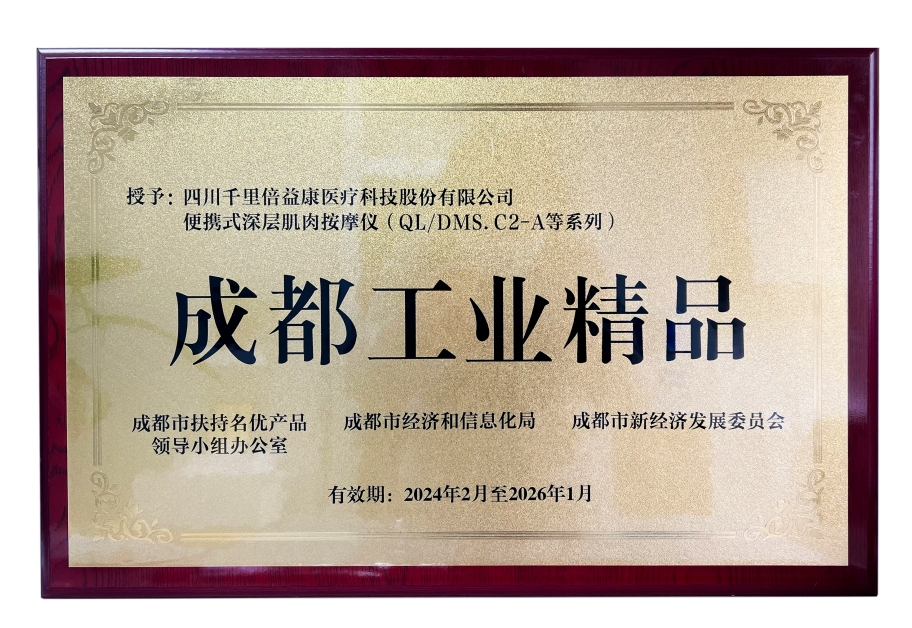 授予：四川千里倍益康医疗科技股份有限公司
便携式深层肌肉按摩仪（QL/DMS.C2-A等系列）
成都工业精品
成都市扶持名优产品 成都市经济和信息化局 成都市新经济发展委员会
领导小组办公室
有效期：2024年2月至2026年1月